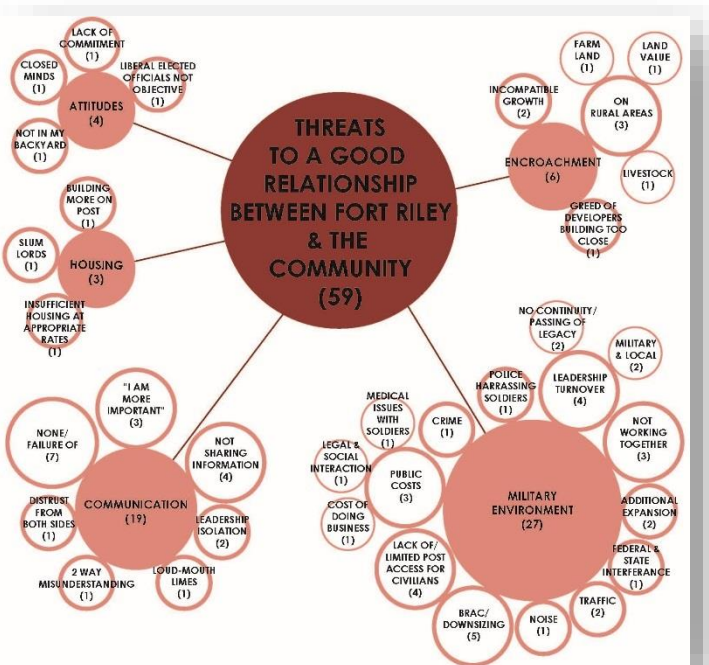 THREATS
TO A GOOD
RELATIONSHIP
BETWEEN FORT RILEY
& THE
COMMUNITY
(59)
LACK OF
COMMITMENT
(1)
CLOSED
MINDS
(1)
LIBERAL ELECTED
OFFICIALS NOT
OBJECTIVE
(1)
ATTITUDES
(4)
NOT IN MY
BACKYARD
(1)
BUILDING
MORE ON
POST
(1)
SLUM
LORDS
(1)
HOUSING
(3)
INSUFFICIENT
HOUSING AT
APPROPRIATE
RATES
(1)
"I AM
MORE
IMPORTANT"
(3)
NONE/
FAILURE OF
(7)
NOT
SHARING
INFORMATION
(4)
COMMUNICATION
(19)
DISTRUST
FROM
BOTH SIDES
(1)
LEADERSHIP
ISOLATION
(2)
2 WAY
MISUNDERSTANDING
(1)
LOUD-MOUTH
LIMES
(1)
FARM
LAND
(1)
LAND
VALUE
(1)
INCOMPATIBLE
GROWTH
(2)
ON
RURAL AREAS
(3)
ENCROACHMENT
(6)
LIVESTOCK
(1)
GREED OF
DEVELOPERS
BUILDING TOO
CLOSE
(1)
NO CONTINUITY/
PASSING OF
LEGACY
(2)
MILITARY
& LOCAL
(2)
POLICE
HARRASSING
SOLDIERS
(1)
LEADERSHIP
TURNOVER
(4)
MEDICAL
ISSUES
WITH
SOLDIERS
(1)
CRIME
(1)
NOT
WORKING
TOGETHER
(3)
LEGAL &
SOCIAL
INTERACTION
(1)
PUBLIC
COSTS
(3)
MILITARY
ENVIRONMENT
(27)
COST OF
DOING
BUSINESS
(1)
ADDITIONAL
EXPANSION
(2)
LACK OF/
LIMITED POST
ACCESS FOR
CIVILIANS
(4)
FEDERAL &
STATE
INTERFERANCE
(1)
TRAFFIC
(2)
BRAC/
DOWNSIZING
(5)
NOISE
(1)